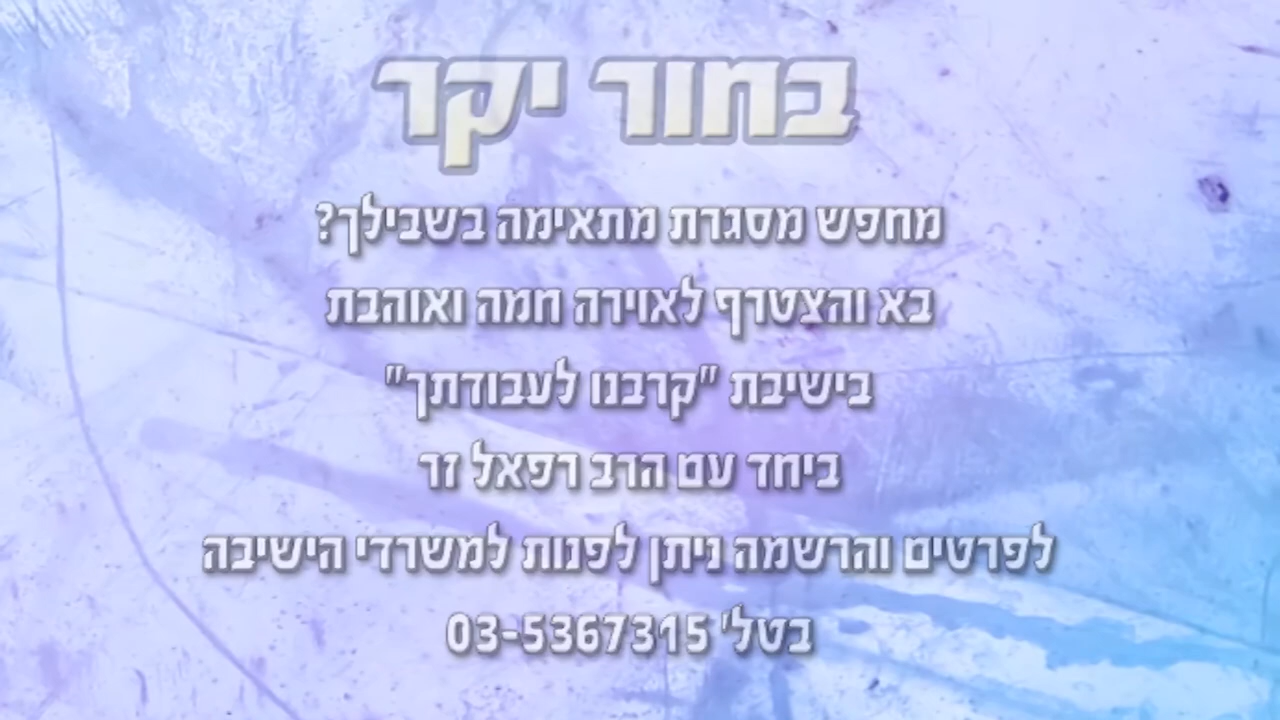 בחור יקר
מחפש מסגרת מתאימה בשבילך?
בא והצטרף לאוירה חמה ואוהבת
בישיבת "קרבנו לעבודתך"
ביחד עם הרב רפאל זר
לפרטים והרשמה ניתן לפנות למשרדי הישיבה
בטל' 03-5367315